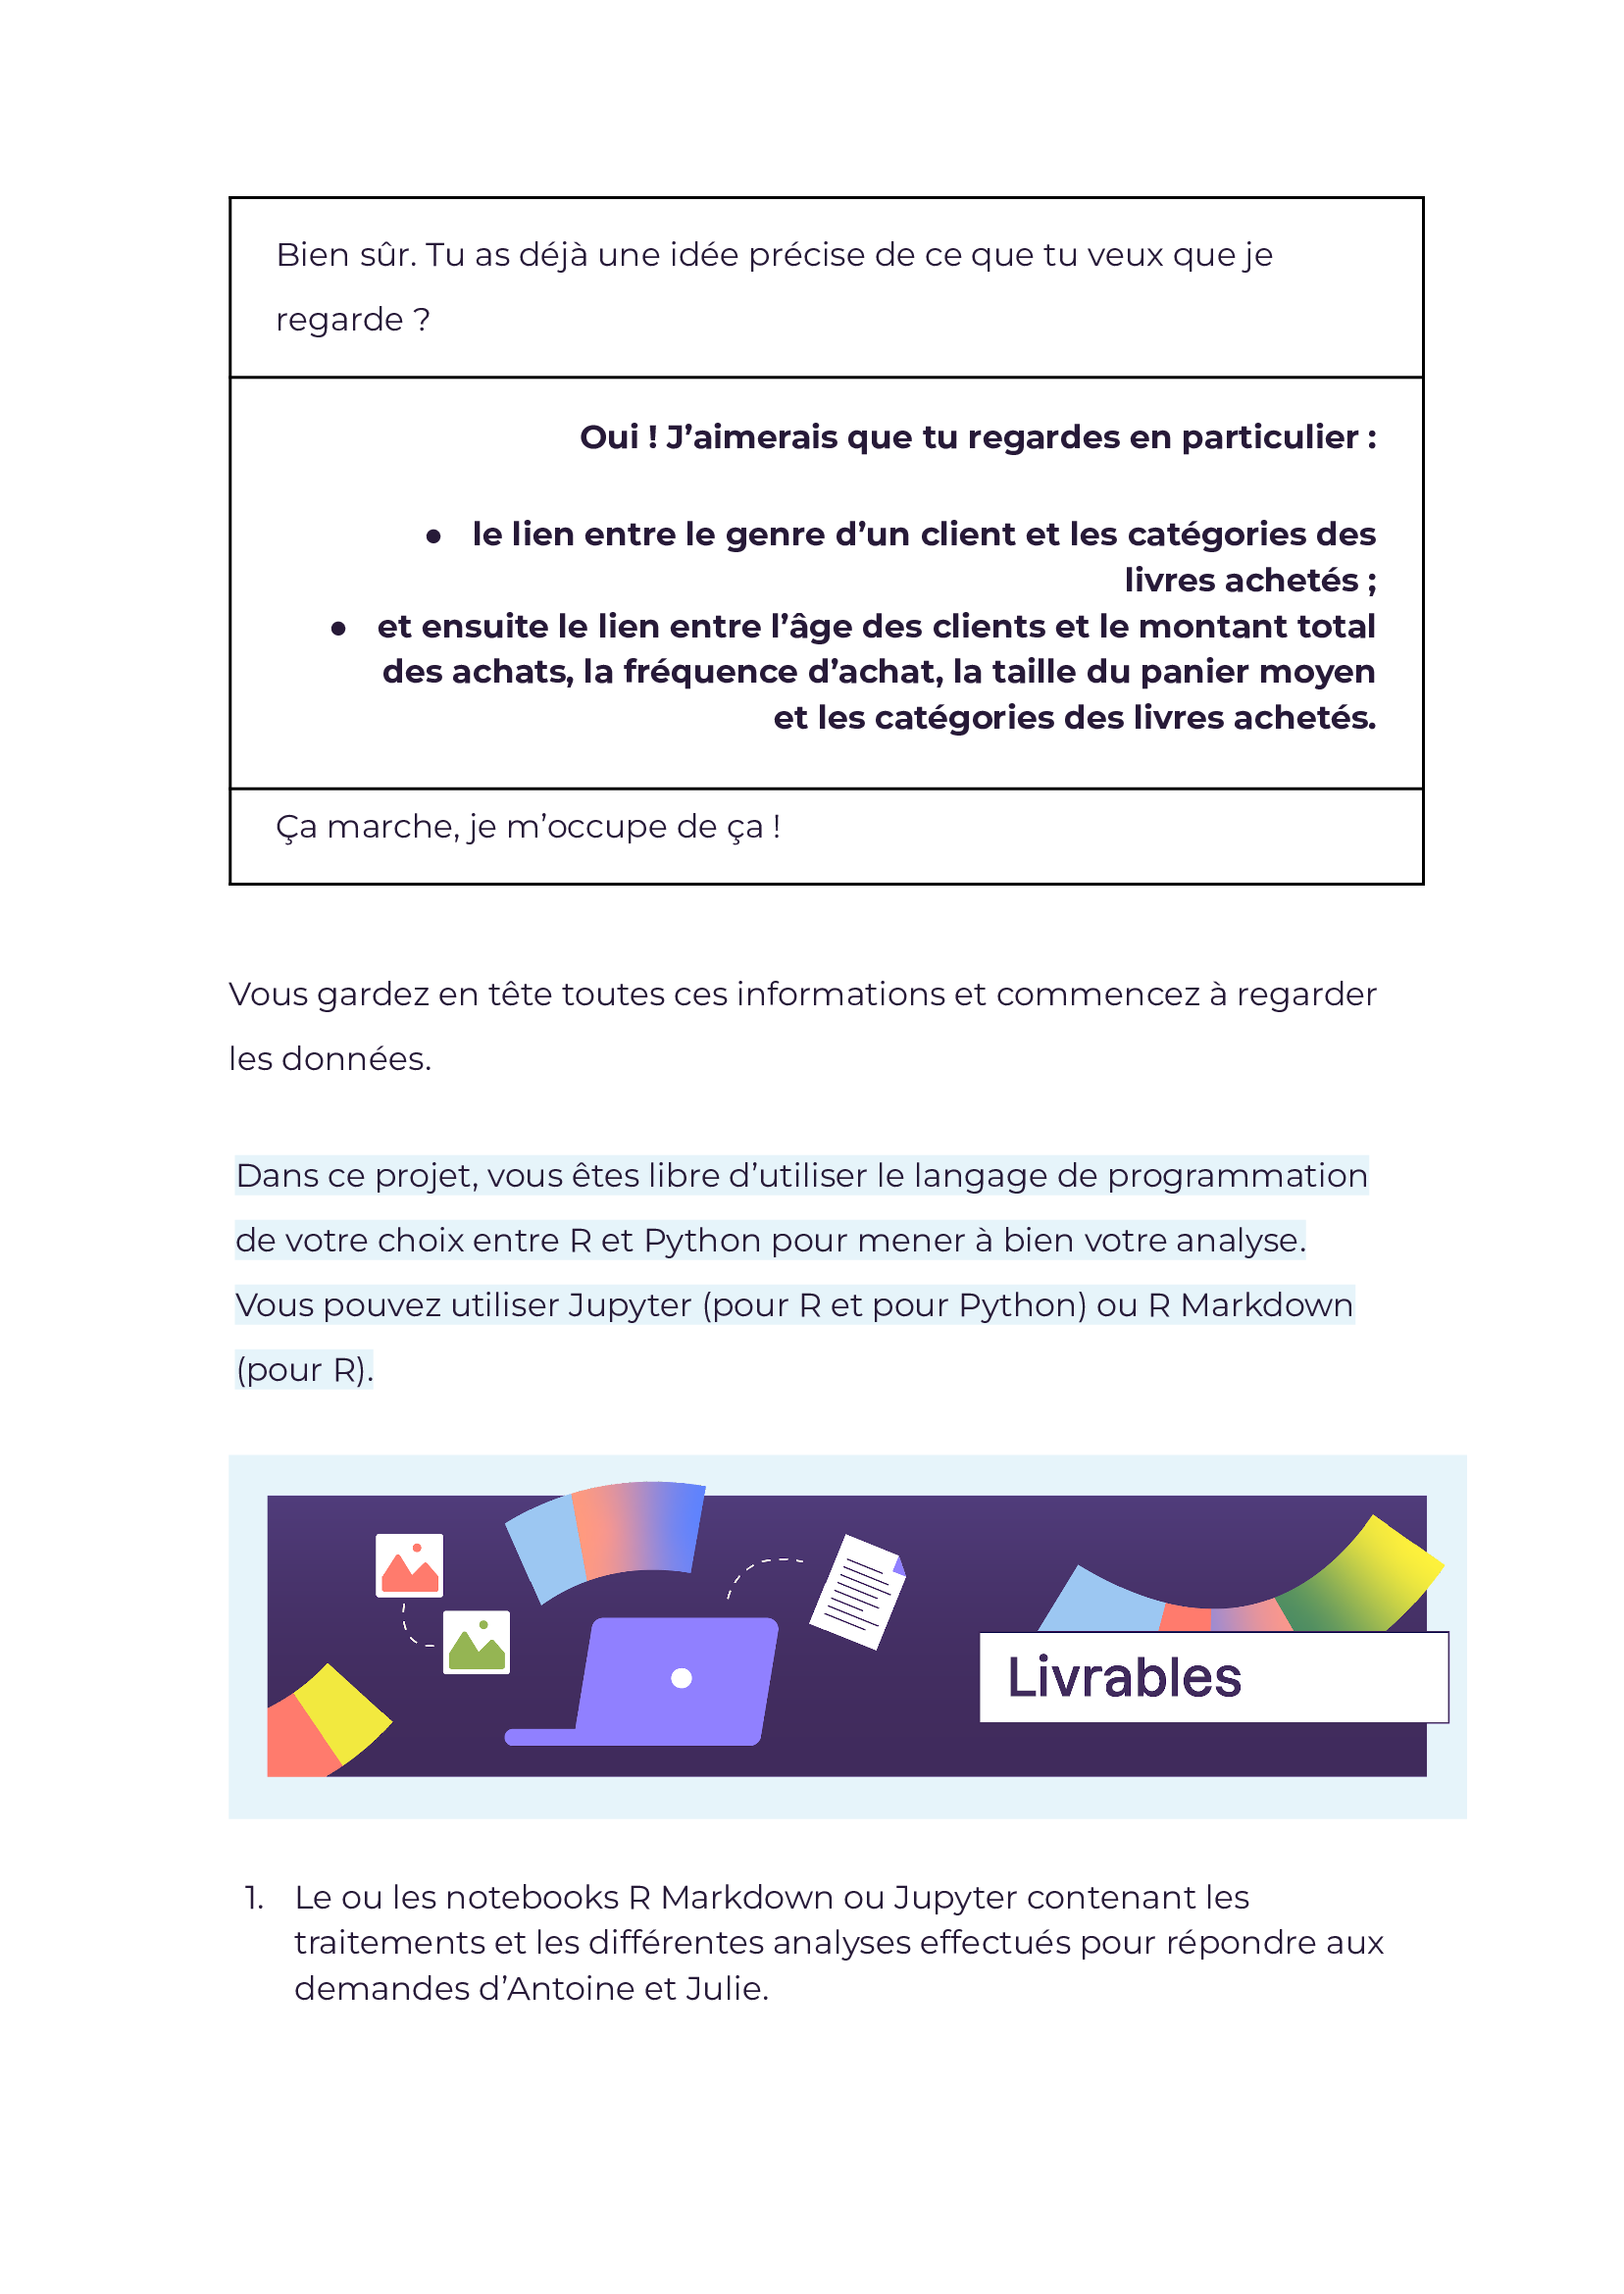 Bien sûr. Tu as déjà une idée précise de ce que tu veux que je
regarde ?
Oui ! J’aimerais que tu regardes en particulier :
● le lien entre le genre d’un client et les catégories des
livres achetés ;
● et ensuite le lien entre l’âge des clients et le montant total
des achats, la fréquence d’achat, la taille du panier moyen
et les catégories des livres achetés.
Ça marche, je m’occupe de ça !
Vous gardez en tête toutes ces informations et commencez à regarder
les données.
Dans ce projet, vous êtes libre d’utiliser le langage de programmation
de votre choix entre R et Python pour mener à bien votre analyse.
Vous pouvez utiliser Jupyter (pour R et pour Python) ou R Markdown
(pour R).
Livrables
1. Le ou les notebooks R Markdown ou Jupyter contenant les
traitements et les différentes analyses effectués pour répondre aux
demandes d’Antoine et Julie.